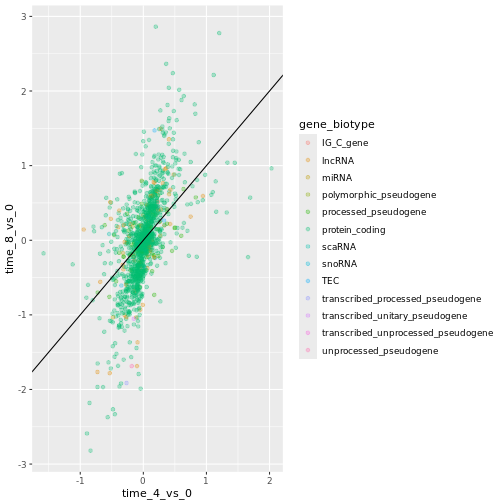 3
2
1
0
-1
-2
-3
time_8_vs_0
-1
0
1
2
time_4_vs_0
gene_biotype
IG_C_gene
lncRNA
miRNA
polymorphic_pseudogene
processed_pseudogene
protein_coding
scaRNA
snoRNA
TEC
transcribed_processed_pseudogene
transcribed_unitary_pseudogene
transcribed_unprocessed_pseudogene
unprocessed_pseudogene